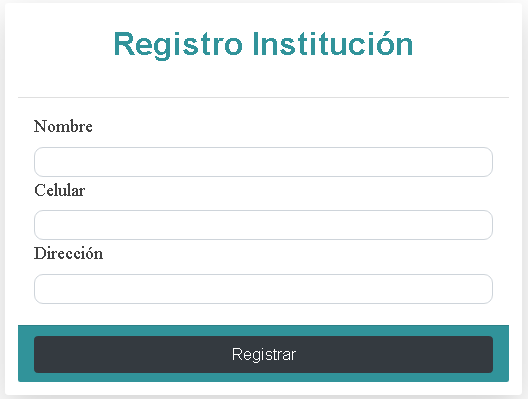 Registro Institución
Nombre
Celular
Dirección
Registrar